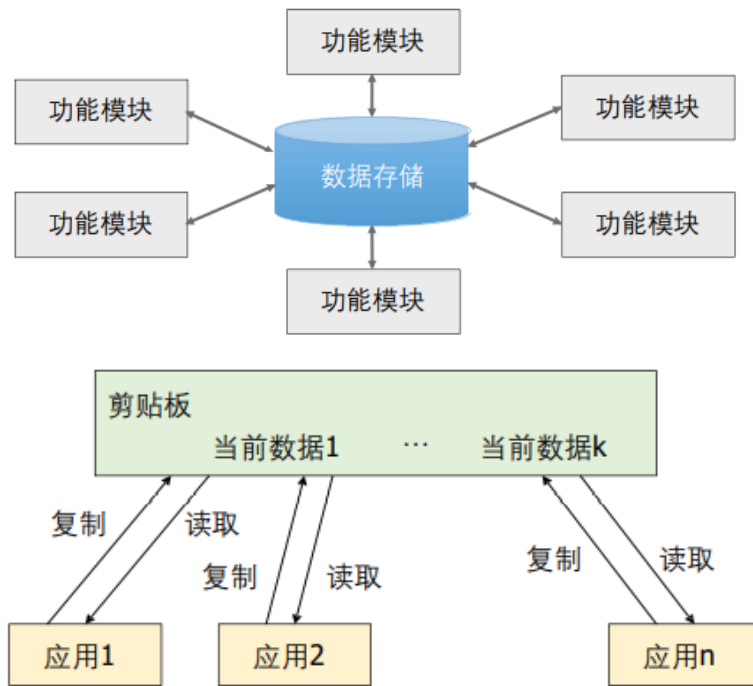 功能模块
功能模块
功能模块
数据存储
功能模块
功能模块
功能模块
剪贴板
当前数据1 … 当前数据k
复制 读取
复制 读取
复制 读取
应用1
应用2
应用n